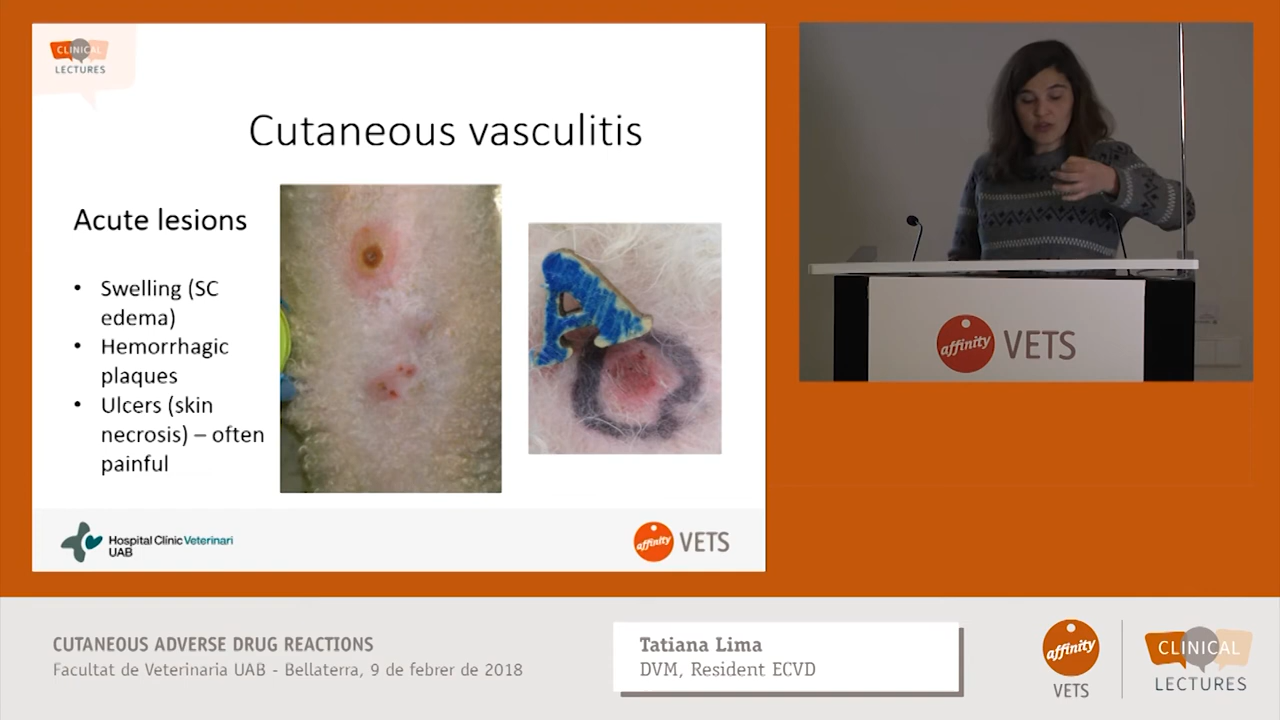 CLINICAL
LECTURES
Cutaneous vasculitis
Acute lesions
• Swelling (SC
edema)
• Hemorrhagic
plaques
• Ulcers (skin
necrosis) – often
painful
A
Hospital Clínic Veterinari
UAB
affinity VETS
affinity VETS
CUTANEOUS ADVERSE DRUG REACTIONS
Facultat de Veterinaria UAB - Bellaterra, 9 de febrer de 2018
Tatiana Lima
DVM, Resident ECVD
affinity
VETS
CLINICAL
LECTURES